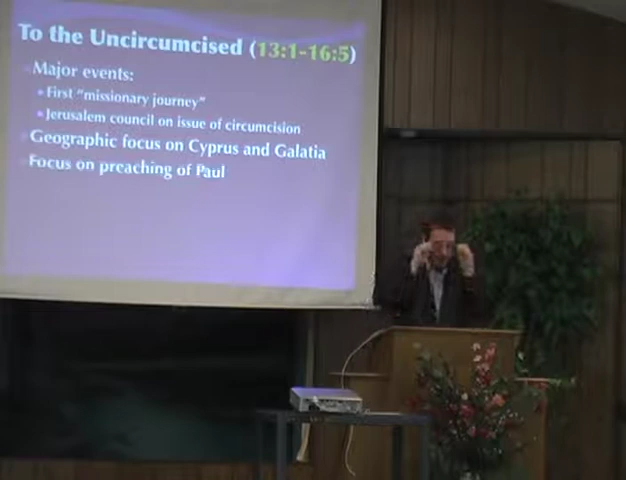 To the Uncircumcised (13:1-16:5)
Major events:
First "missionary journey"
Jerusalem council on issue of circumcision
Geographic focus on Cyprus and Galatia
Focus on preaching of Paul